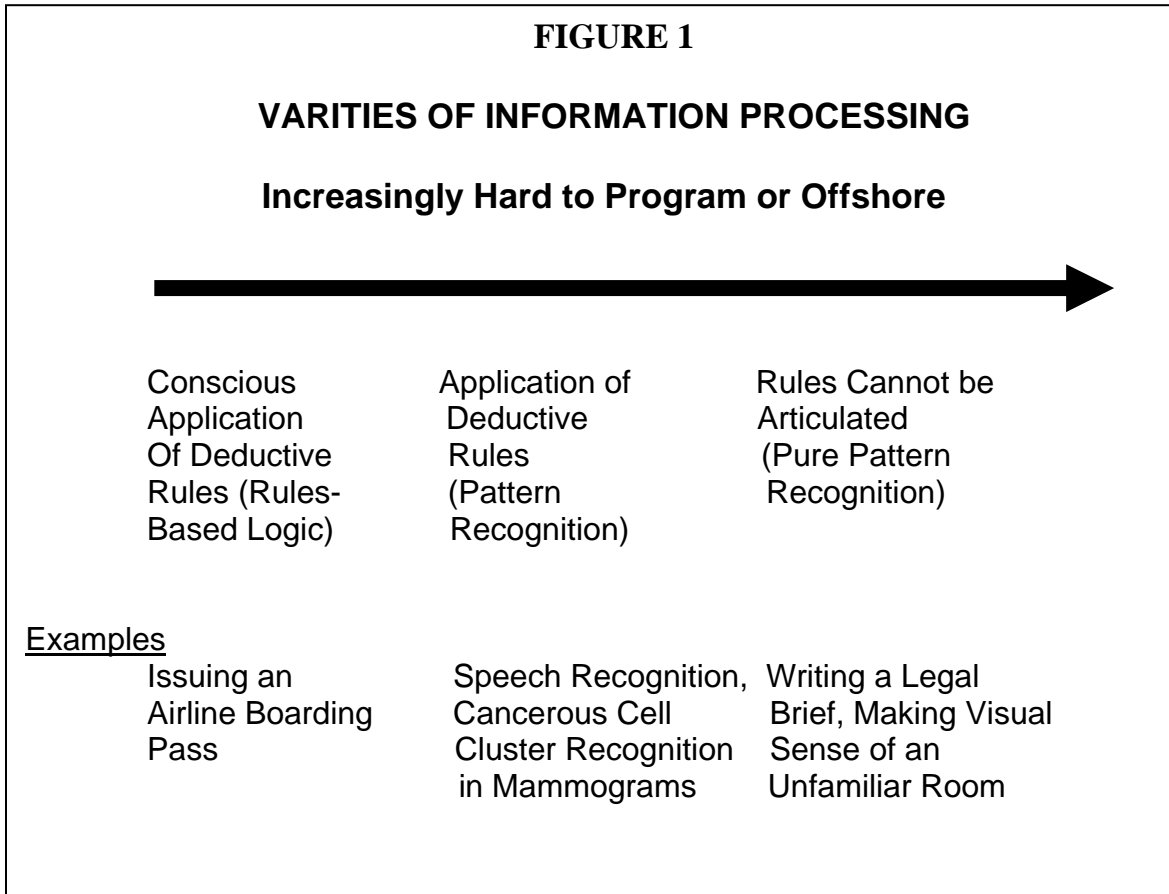 FIGURE 1
VARITIES OF INFORMATION PROCESSING
Increasingly Hard to Program or Offshore
Conscious
Application
Of Deductive
Rules (Rules-
Based Logic)
Application of
Deductive
Rules
(Pattern
Recognition)
Rules Cannot be
Articulated
(Pure Pattern
Recognition)
Examples
Issuing an
Airline Boarding
Pass
Speech Recognition,
Cancerous Cell
Cluster Recognition
in Mammograms
Writing a Legal
Brief, Making Visual
Sense of an
Unfamiliar Room